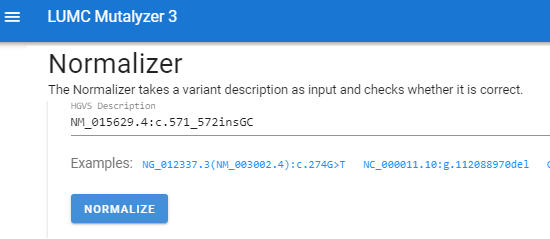 LUMC Mutalyzer 3
Normalizer
The Normalizer takes a variant description as input and checks whether it is correct.
HGVS Description
NM_015629.4:c.571_572insGC
Examples: NG_012337.3(NM_003002.4):c.274G>T NC_000011.10:g.112088970del
NORMALIZE